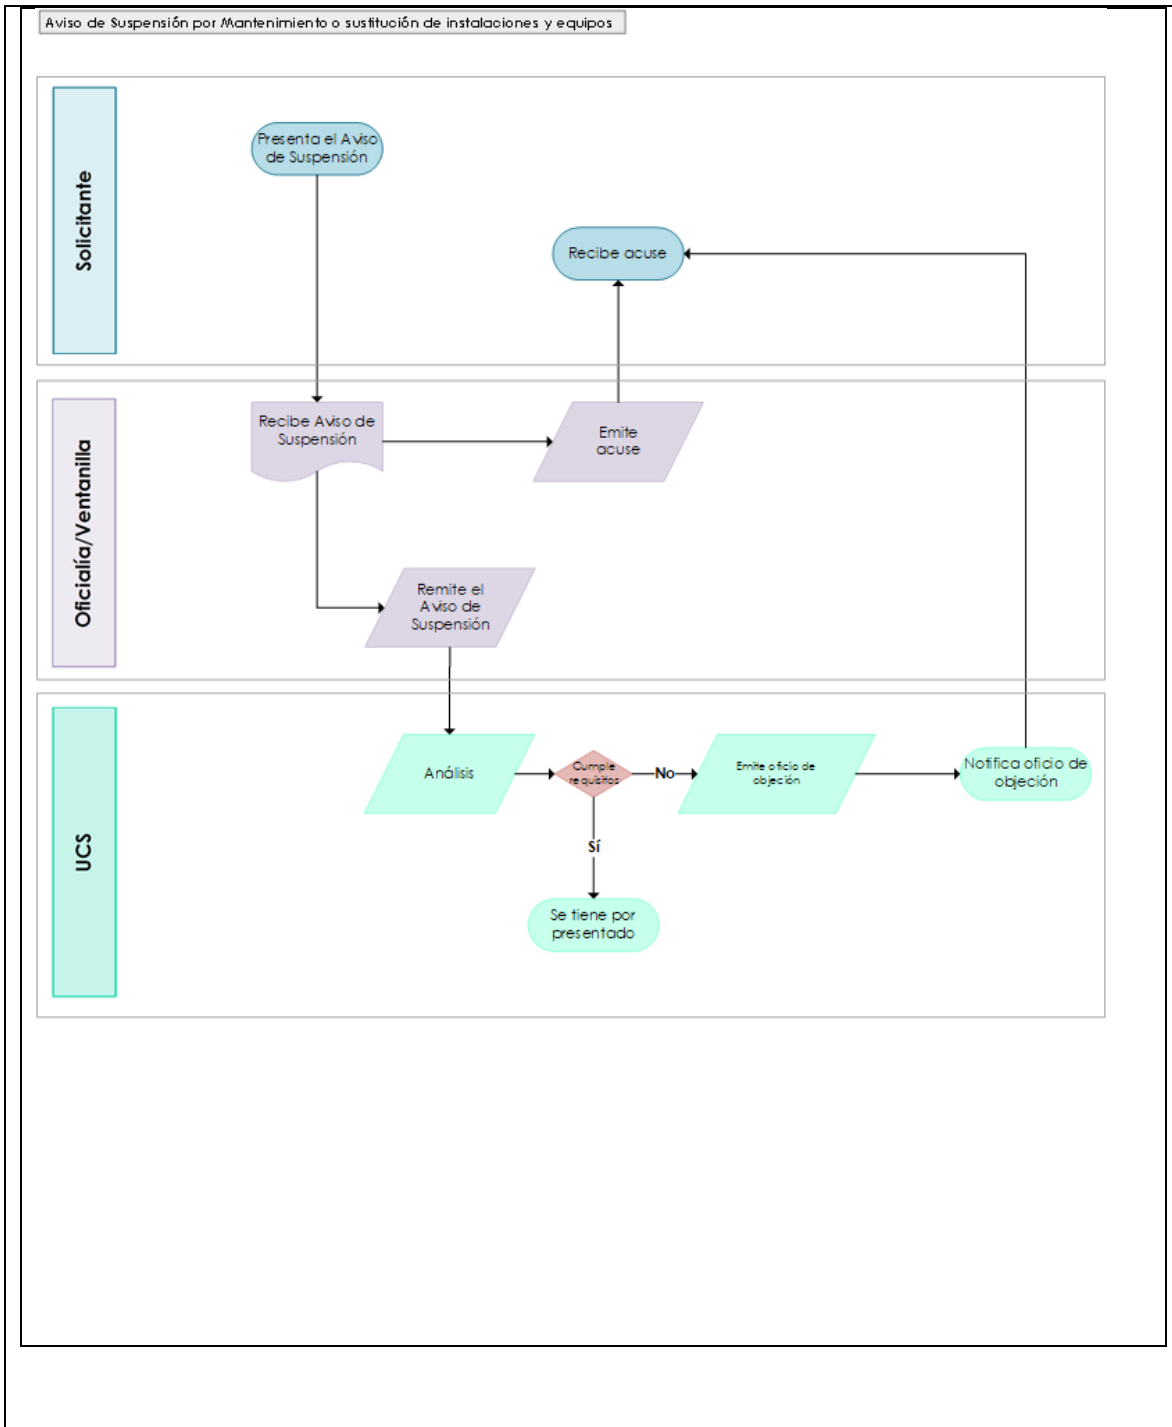 Aviso de Suspensión por Mantenimiento o sustitución de instalaciones y equipos
Solicitante
Presenta el Aviso
de Suspensión
Recibe acuse
Oficialía/Ventanilla
Recibe Aviso de
Suspensión
Emite
acuse
Remite el
Aviso de
Suspensión
UCS
Análisis
Cumple
requisitos
No
Emite oficio de
objeción
Notifica oficio de
objeción
Sí
Se tiene por
presentado